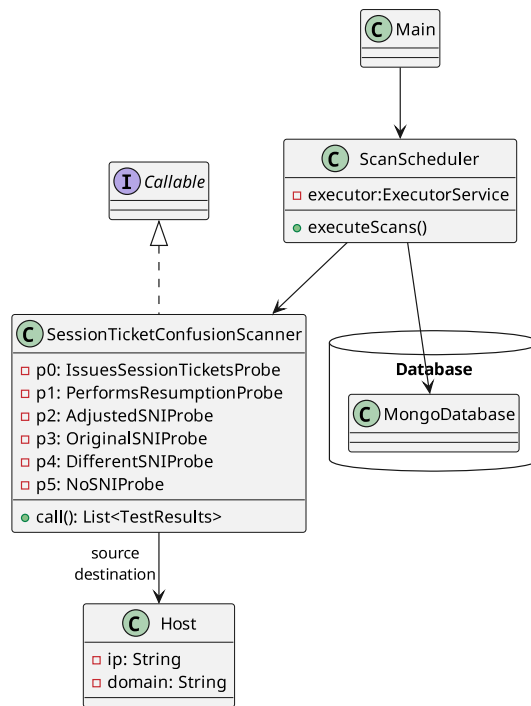 C Main
C ScanScheduler
executor:ExecutorService
executeScans()
I Callable
C SessionTicketConfusionScanner
p0: IssuesSessionTicketsProbe
p1: PerformsResumptionProbe
p2: AdjustedSNIProbe
p3: OriginalSNIProbe
p4: DifferentSNIProbe
p5: NoSNIProbe
call(): List<TestResults>
Database
C MongoDatabase
source
destination
C Host
ip: String
domain: String